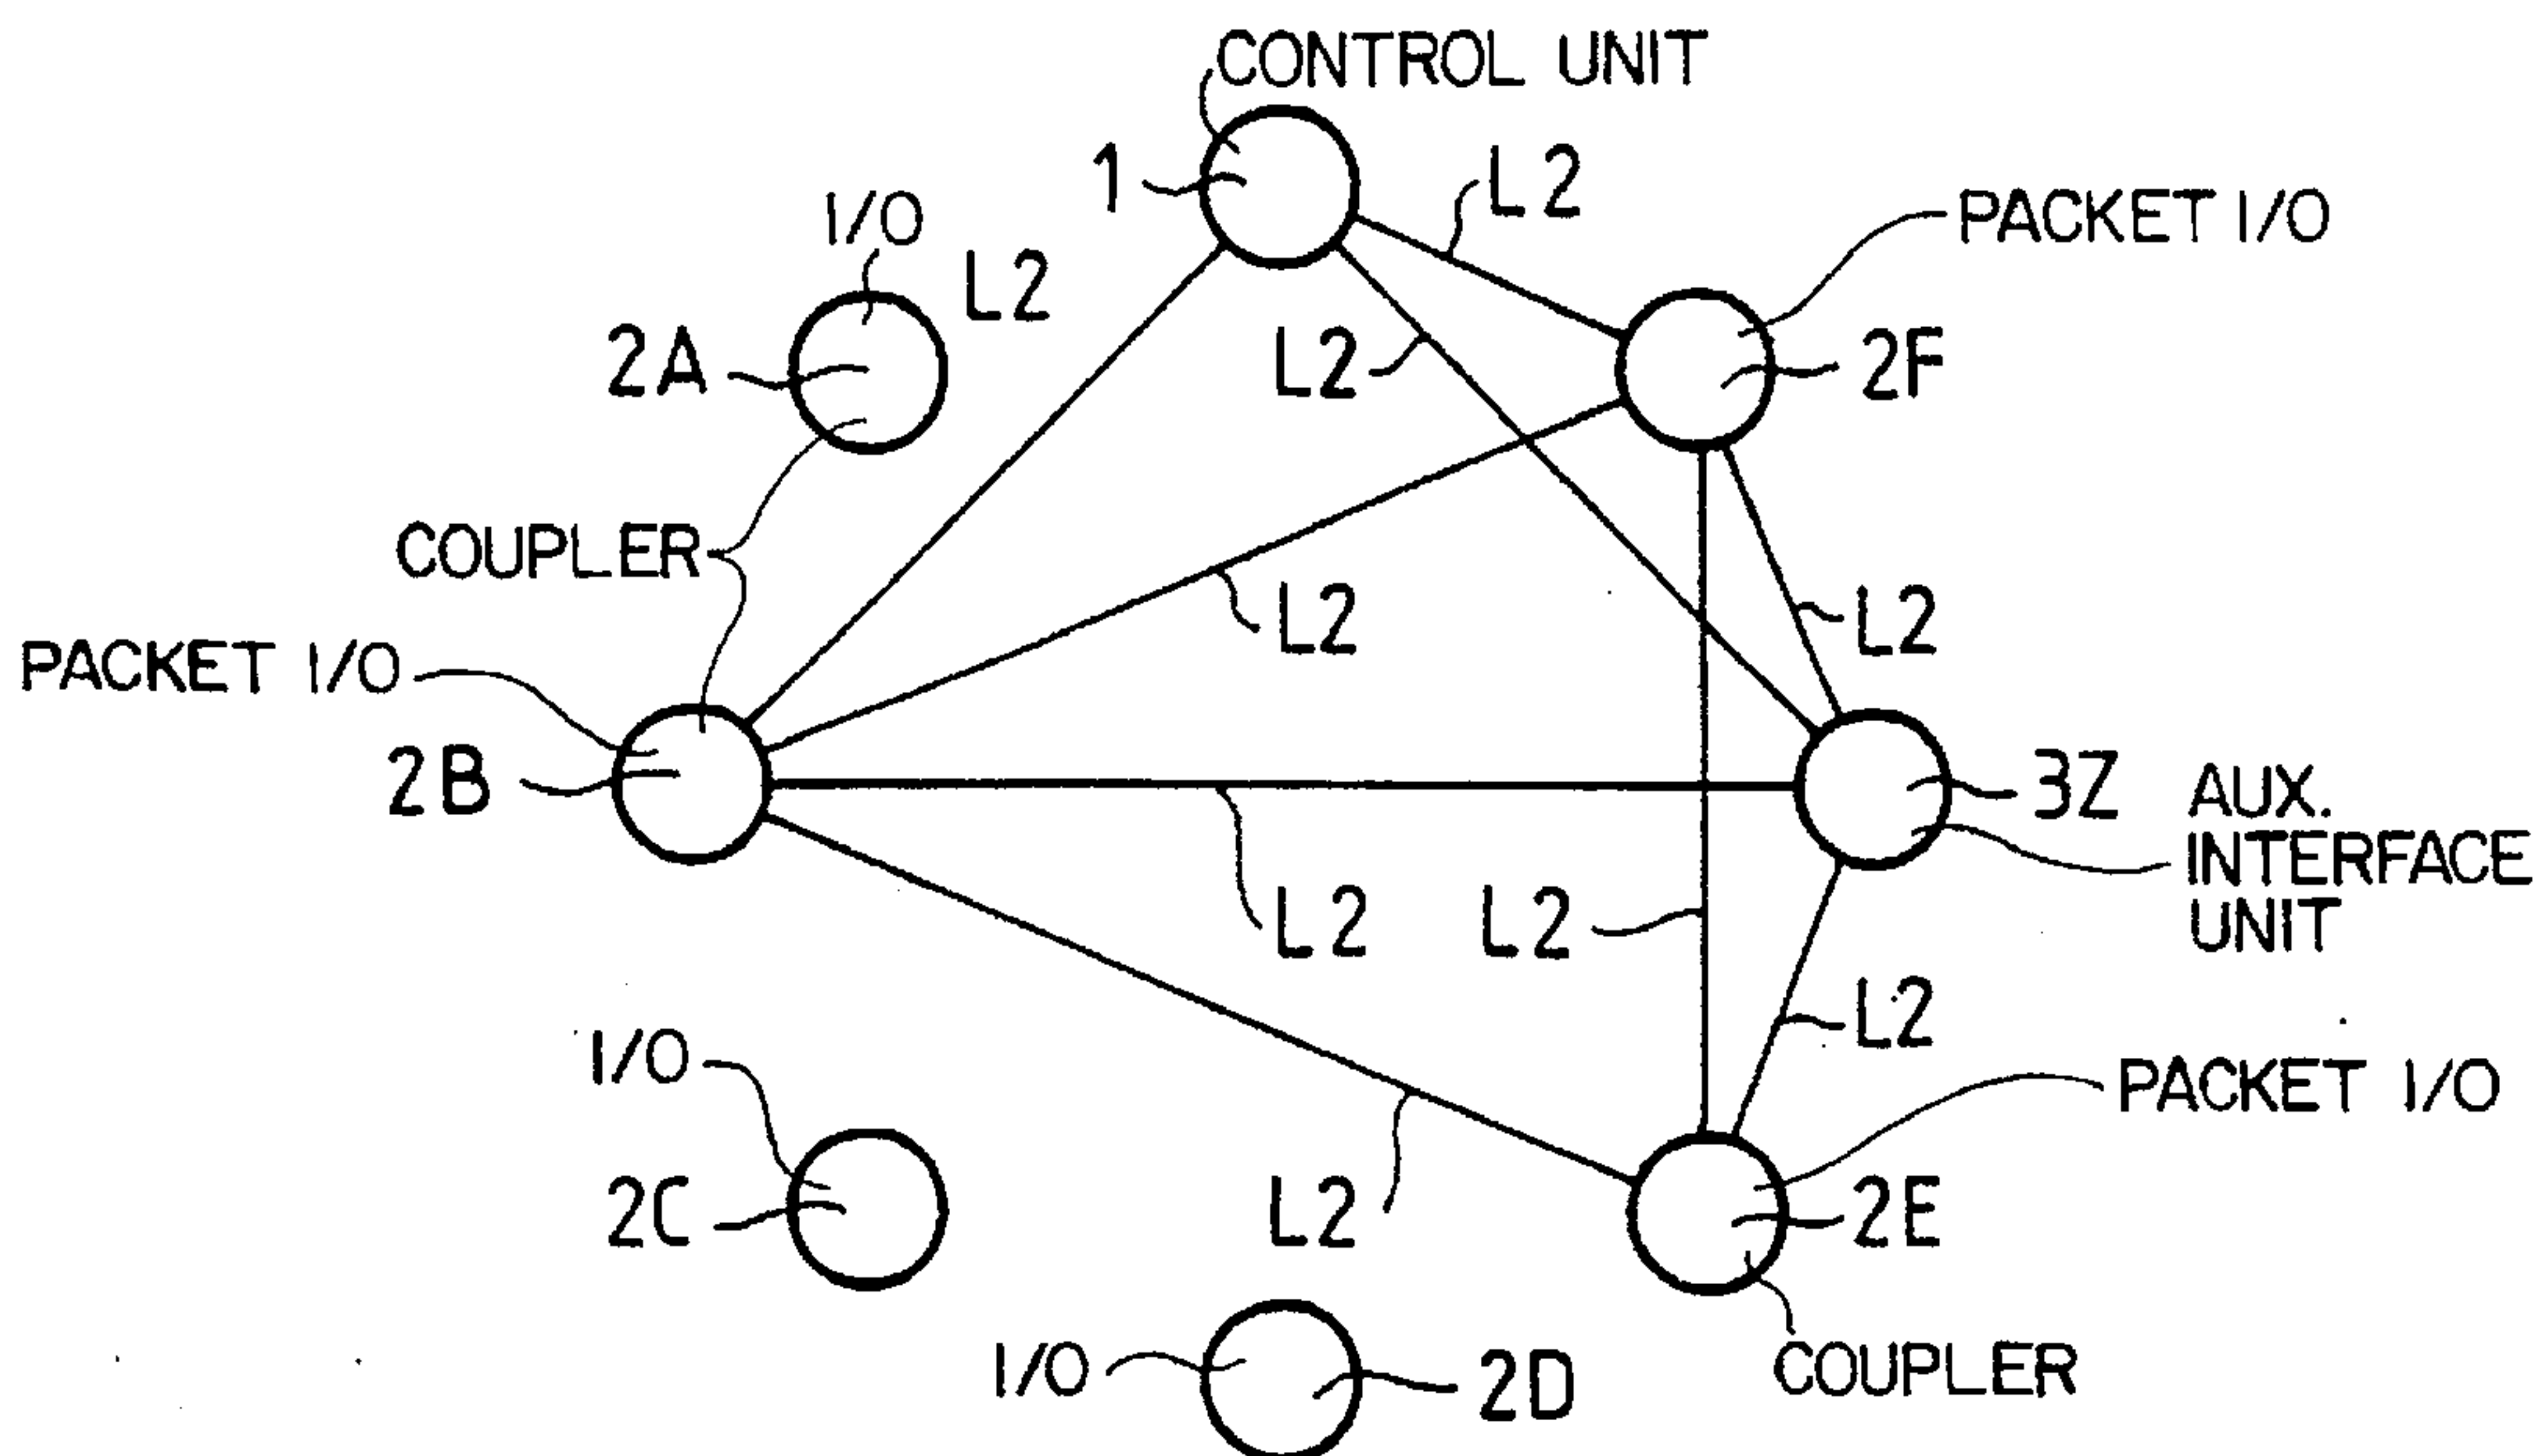 CONTROL UNIT
1
L2
I/O
L2
PACKET I/O
2A
L2
2F
COUPLER
L2
L2
PACKET I/O
2B
3Z
AUX.
INTERFACE
UNIT
L2
L2
L2
I/O
PACKET I/O
2C
L2
2E
I/O
2D
COUPLER